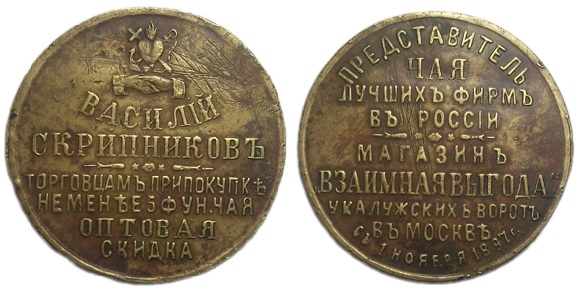 ВАСИЛIЙ
СКРИПНИКОВЪ
ТОРГОВЦАМЪ ПРИ ПОКУПКѢ
НЕ МЕНѢЕ 5 ФУН. ЧАЯ
ОПТОВАЯ
СКИДКА
ПРЕДСТАВИТЕЛЬ
ЧАЯ
ЛУЧШИХЪ ФИРМЪ
ВЪ РОССIИ
МАГАЗИНЪ
„ВЗАИМНАЯ ВЫГОДА“
У КАЛУЖСКИХЪ ВОРОТЪ
ВЪ МОСКВѢ
СЪ 1 НОЯБРЯ 1897 г.